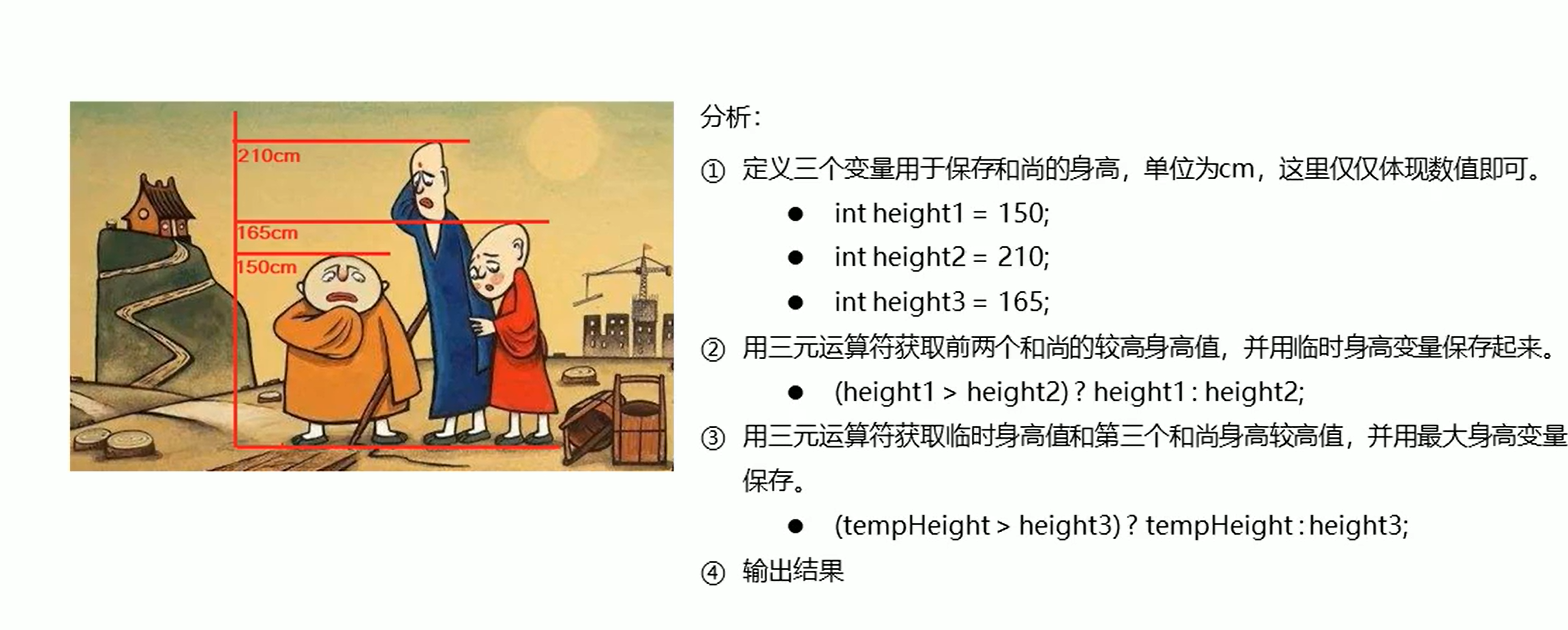 210cm
165cm
150cm
分析：
① 定义三个变量用于保存和尚的身高，单位为cm，这里仅仅体现数值即可。
● int height1 = 150;
● int height2 = 210;
● int height3 = 165;
② 用三元运算符获取前两个和尚的较高身高值，并用临时身高变量保存起来。
● (height1 > height2) ? height1 : height2;
③ 用三元运算符获取临时身高值和第三个和尚身高较高值，并用最大身高变量
保存。
● (tempHeight > height3) ? tempHeight : height3;
④ 输出结果